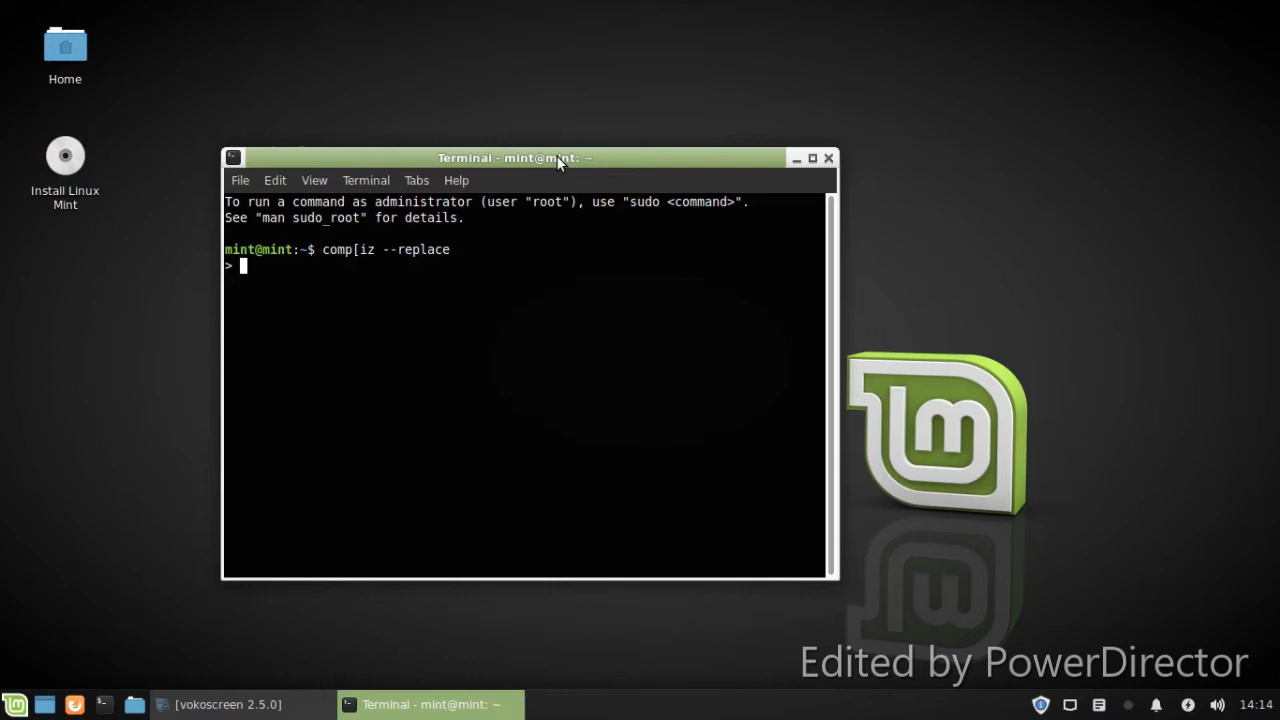 Home
Install Linux
Mint
Terminal - mint@mint: ~
File Edit View Terminal Tabs Help
To run a command as administrator (user "root"), use "sudo <command>".
See "man sudo_root" for details.
mint@mint:~$ comp[iz --replace
>
Edited by PowerDirector
[vokoscreen 2.5.0]
Terminal - mint@mint: ~
14:14